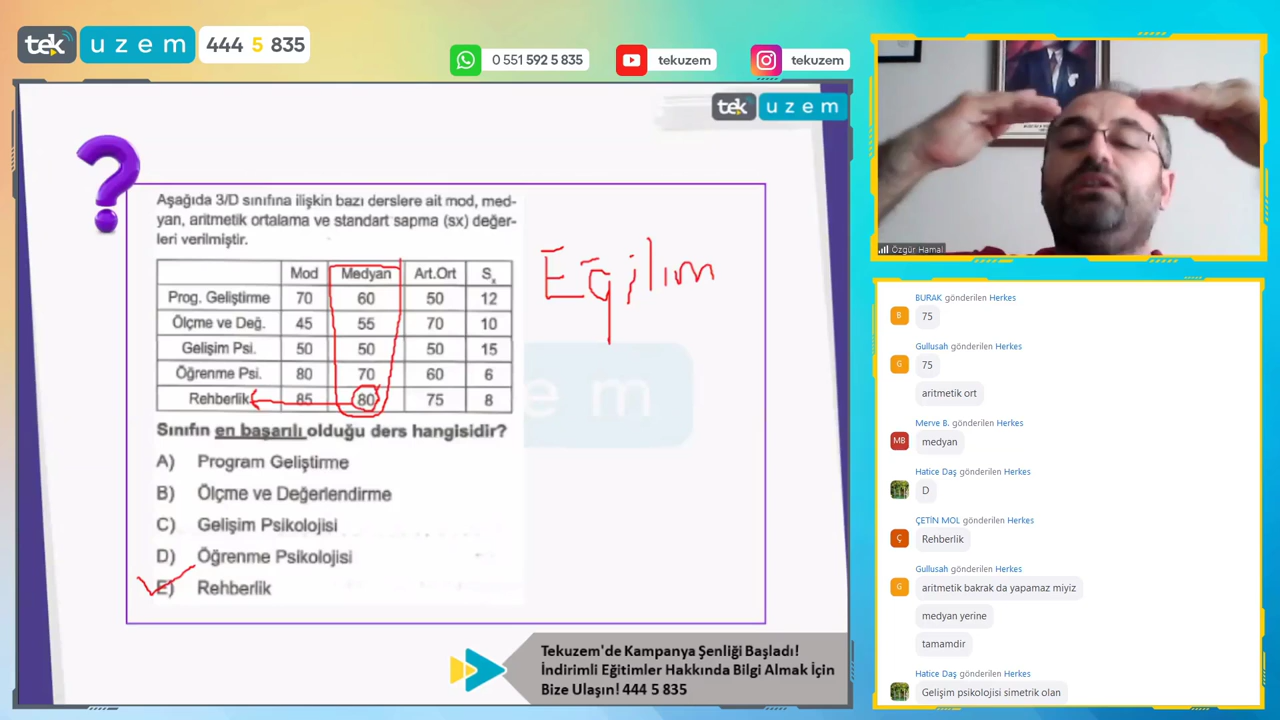 tek uzem 444 5 835
0 551 592 5 835
tekuzem
tekuzem
tek uzem
Aşağıda 3/D sınıfına ilişkin bazı derslere ait mod, med-
yan, aritmetik ortalama ve standart sapma (sx) değer-
leri verilmiştir.
Mod Medyan Art.Ort Sx
Prog. Geliştirme 70 60 50 12
Ölçme ve Değ. 45 55 70 10
Gelişim Psi. 50 50 50 15
Öğrenme Psi. 80 70 60 6
Rehberlik 85 80 75 8
Sınıfın en başarılı olduğu ders hangisidir?
A) Program Geliştirme
B) Ölçme ve Değerlendirme
C) Gelişim Psikolojisi
D) Öğrenme Psikolojisi
E) Rehberlik
Eğilim
e m
Tekuzem'de Kampanya Şenliği Başladı!
İndirimli Eğitimler Hakkında Bilgi Almak İçin
Bize Ulaşın! 444 5 835
Özgür Hamal
BURAK gönderilen Herkes
B 75
Gullusah gönderilen Herkes
G 75
aritmetik ort
Merve B. gönderilen Herkes
MB medyan
Hatice Daş gönderilen Herkes
D
ÇETİN MOL gönderilen Herkes
Ç Rehberlik
Gullusah gönderilen Herkes
G aritmetik bakrak da yapamaz miyiz
medyan yerine
tamamdir
Hatice Daş gönderilen Herkes
Gelişim psikolojisi simetrik olan